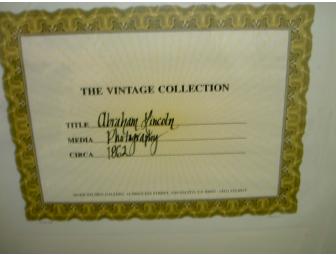 THE VINTAGE COLLECTION
TITLE Abraham Lincoln
MEDIA Photography
CIRCA 1862